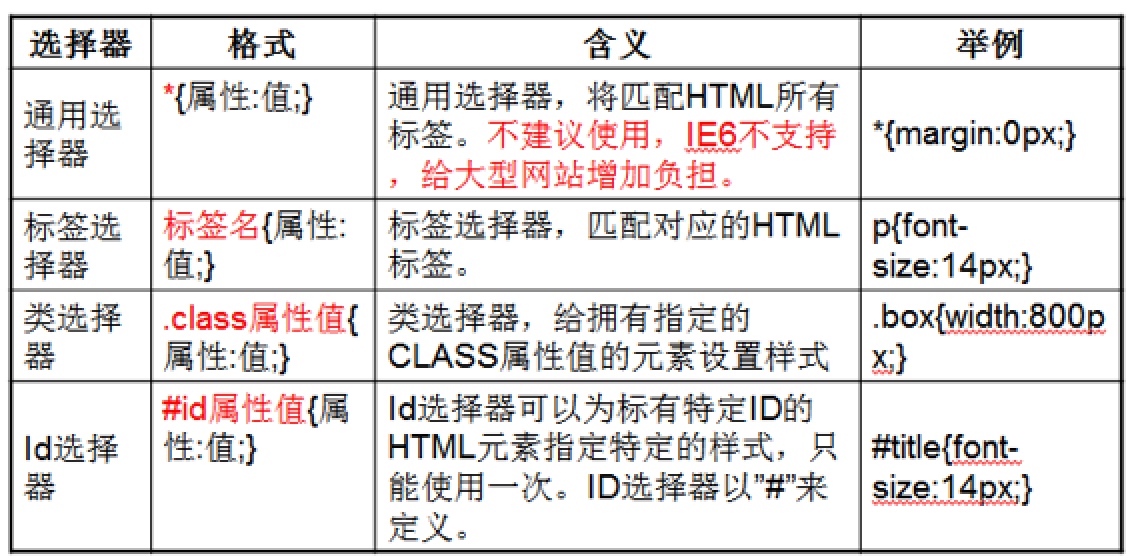 选择器
格式
含义
举例
通用选
择器
*{属性:值;}
通用选择器，将匹配HTML所有
标签。不建议使用，IE6不支持
，给大型网站增加负担。
*{margin:0px;}
标签选
择器
标签名{属性:
值;}
标签选择器，匹配对应的HTML
标签。
p{font-
size:14px;}
类选择
器
.class属性值{
属性:值;}
类选择器，给拥有指定的
CLASS属性值的元素设置样式
.box{width:800p
x;}
Id选择
器
#id属性值{属
性:值;}
Id选择器可以为标有特定ID的
HTML元素指定特定的样式，只
能使用一次。ID选择器以”#”来
定义。
#title{font-
size:14px;}